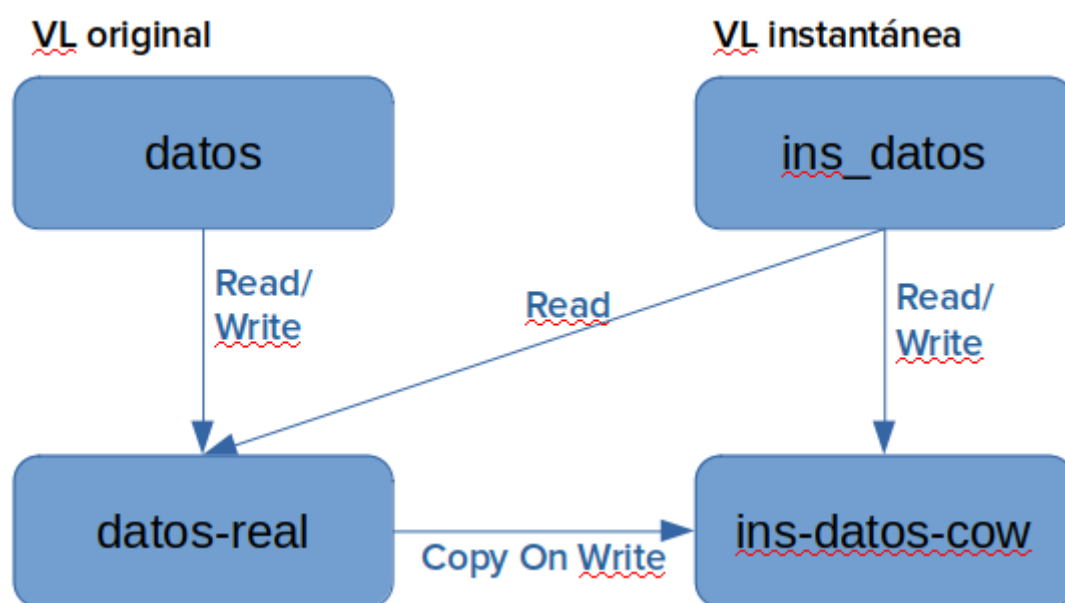 VL original
VL instantánea
datos
ins_datos
Read/
Write
Read
Read/
Write
datos-real
Copy On Write
ins-datos-cow